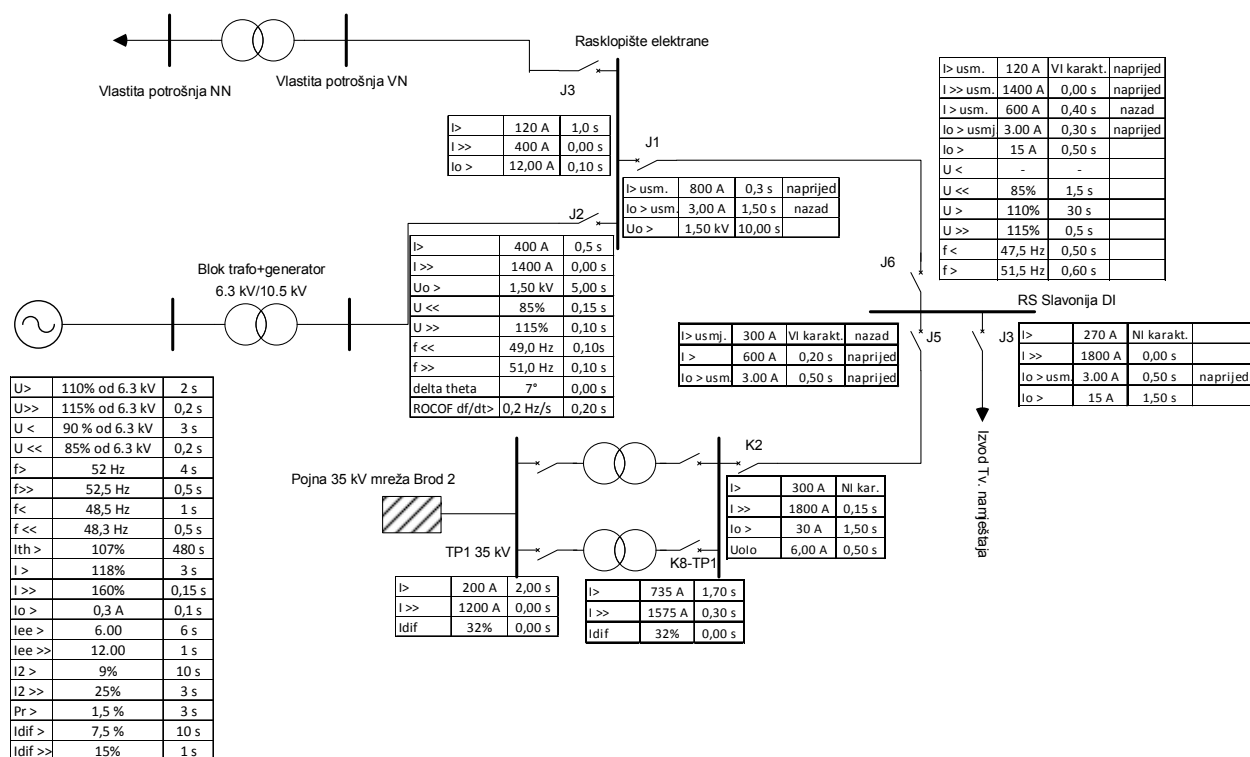 Rasklopište elektrane
Vlastita potrošnja NN
Vlastita potrošnja VN
J3
I> 120 A 1,0 s
I >> 400 A 0,00 s
Io > 12,00 A 0,10 s
J1
I> usm. 800 A 0,3 s naprijed
Io > usm. 3,00 A 1,50 s nazad
Uo > 1,50 kV 10,00 s
I> usm. 120 A VI karakt. naprijed
I >> usm. 1400 A 0,00 s naprijed
I > usm. 600 A 0,40 s nazad
Io > usmj. 3.00 A 0,30 s naprijed
Io > 15 A 0,50 s
U < - -
U << 85% 1,5 s
U > 110% 30 s
U >> 115% 0,5 s
f < 47,5 Hz 0,50 s
f > 51,5 Hz 0,60 s
J2
I> 400 A 0,5 s
I >> 1400 A 0,00 s
Uo > 1,50 kV 5,00 s
U << 85% 0,15 s
U >> 115% 0,10 s
f << 49,0 Hz 0,10s
f >> 51,0 Hz 0,10 s
delta theta 7° 0,00 s
ROCOF df/dt> 0,2 Hz/s 0,20 s
Blok trafo+generator
6.3 kV/10.5 kV
J6
RS Slavonija DI
J5
J3
I> usmj. 300 A VI karakt. nazad
I > 600 A 0,20 s naprijed
Io > usm. 3.00 A 0,50 s naprijed
I> 270 A NI karakt.
I >> 1800 A 0,00 s
Io > usm. 3.00 A 0,50 s naprijed
Io > 15 A 1,50 s
Izvod Tv. namještaja
U> 110% od 6.3 kV 2 s
U>> 115% od 6.3 kV 0,2 s
U < 90 % od 6.3 kV 3 s
U << 85% od 6.3 kV 0,2 s
f> 52 Hz 4 s
f>> 52,5 Hz 0,5 s
f< 48,5 Hz 1 s
f << 48,3 Hz 0,5 s
Ith > 107% 480 s
I > 118% 3 s
I >> 160% 0,15 s
Io > 0,3 A 0,1 s
Iee > 6.00 6 s
Iee >> 12.00 1 s
I2 > 9% 10 s
I2 >> 25% 3 s
Pr > 1,5 % 3 s
Idif > 7,5 % 10 s
Idif >> 15% 1 s
Pojna 35 kV mreža Brod 2
TP1 35 kV
K8-TP1
K2
I> 300 A NI kar.
I >> 1800 A 0,15 s
Io > 30 A 1,50 s
UoIo 6,00 A 0,50 s
I> 200 A 2,00 s
I >> 1200 A 0,00 s
Idif 32% 0,00 s
I> 735 A 1,70 s
I >> 1575 A 0,30 s
Idif 32% 0,00 s